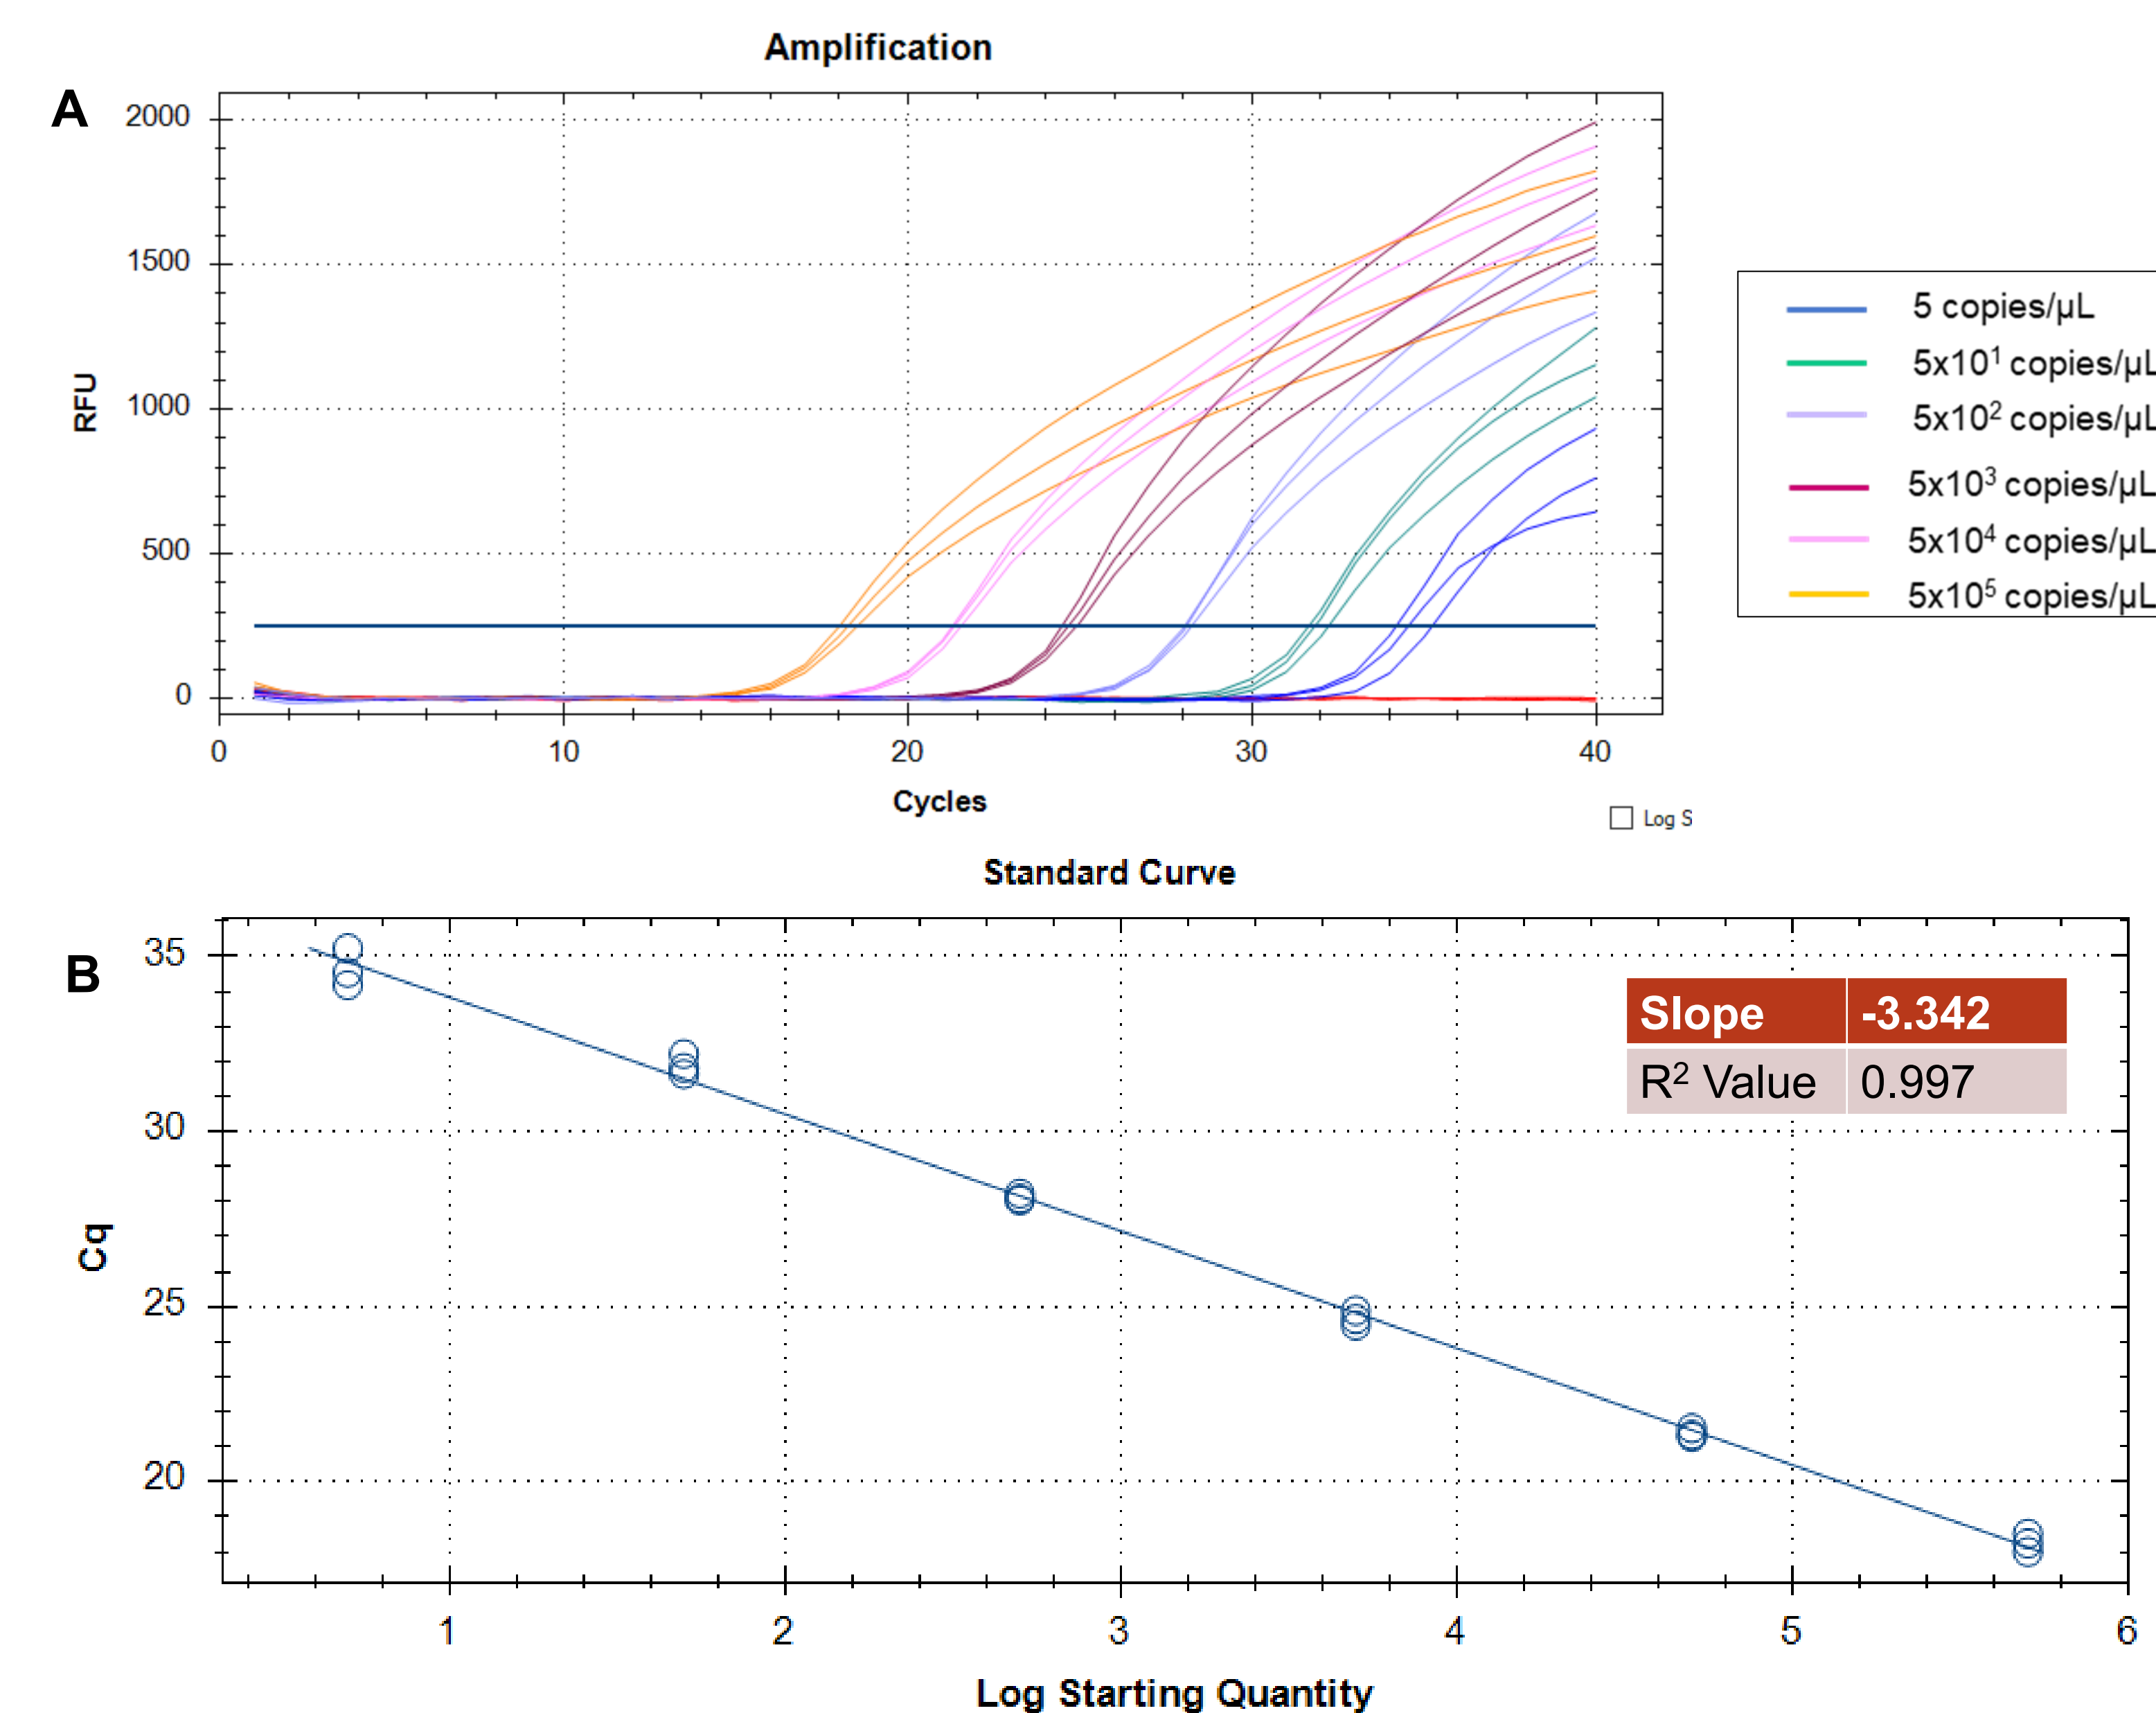 Amplification
A
2000
1500
1000
500
0
RFU
0 10 20 30 40
Cycles
Log S
5 copies/µL
5x10¹ copies/µL
5x10² copies/µL
5x10³ copies/µL
5x10⁴ copies/µL
5x10⁵ copies/µL
Standard Curve
B
35
30
25
20
Cq
Slope -3.342
R² Value 0.997
1 2 3 4 5 6
Log Starting Quantity